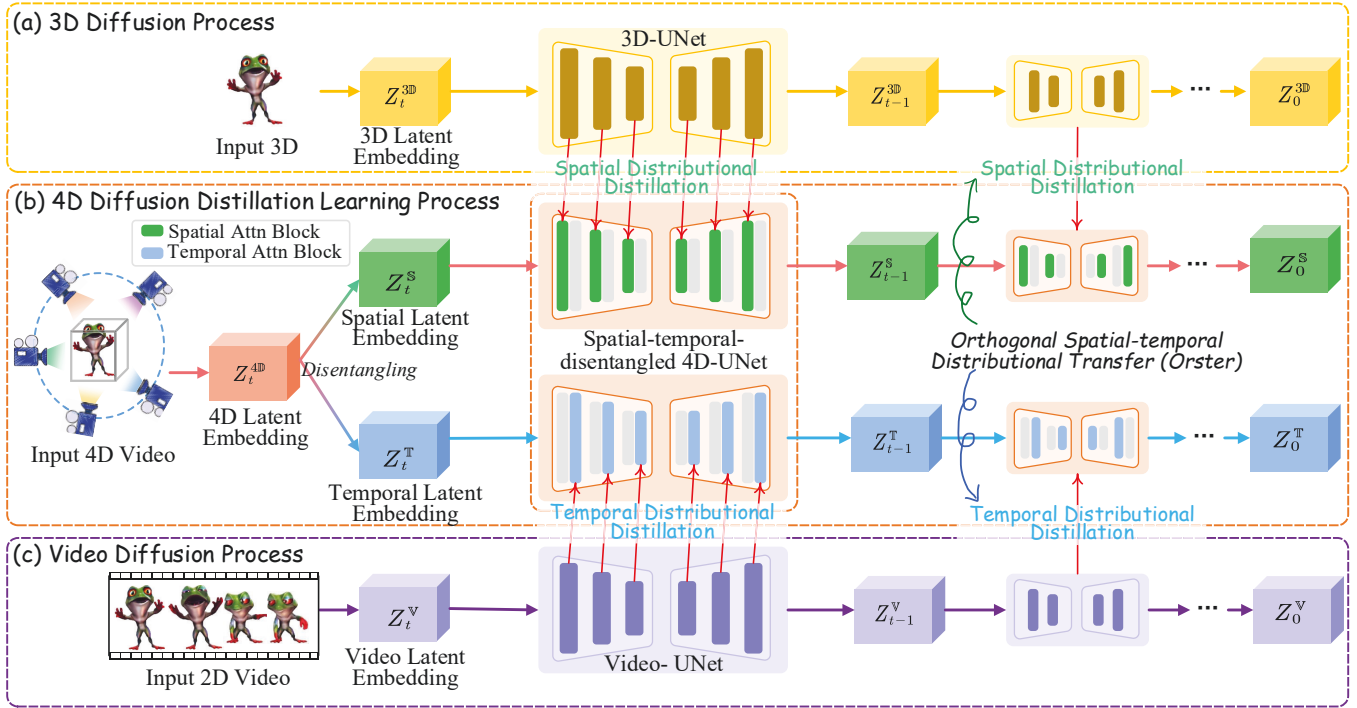 (a) 3D Diffusion Process
3D-UNet
Z_t^{3𝔻}
Z_{t-1}^{3𝔻}
...
Z_0^{3𝔻}
Input 3D
3D Latent
Embedding
Spatial Distributional
Distillation
Spatial Distributional
Distillation
(b) 4D Diffusion Distillation Learning Process
Spatial Attn Block
Temporal Attn Block
Z_t^𝕊
Z_{t-1}^𝕊
...
Z_0^𝕊
Spatial Latent
Embedding
Spatial-temporal-
disentangled 4D-UNet
Orthogonal Spatial-temporal
Distributional Transfer (Orster)
Z_t^{4𝔻}
Disentangling
4D Latent
Embedding
Input 4D Video
Z_t^𝕋
Z_{t-1}^𝕋
...
Z_0^𝕋
Temporal Latent
Embedding
Temporal Distributional
Distillation
Temporal Distributional
Distillation
(c) Video Diffusion Process
Z_t^𝕍
Z_{t-1}^𝕍
...
Z_0^𝕍
Input 2D Video
Video Latent
Embedding
Video- UNet